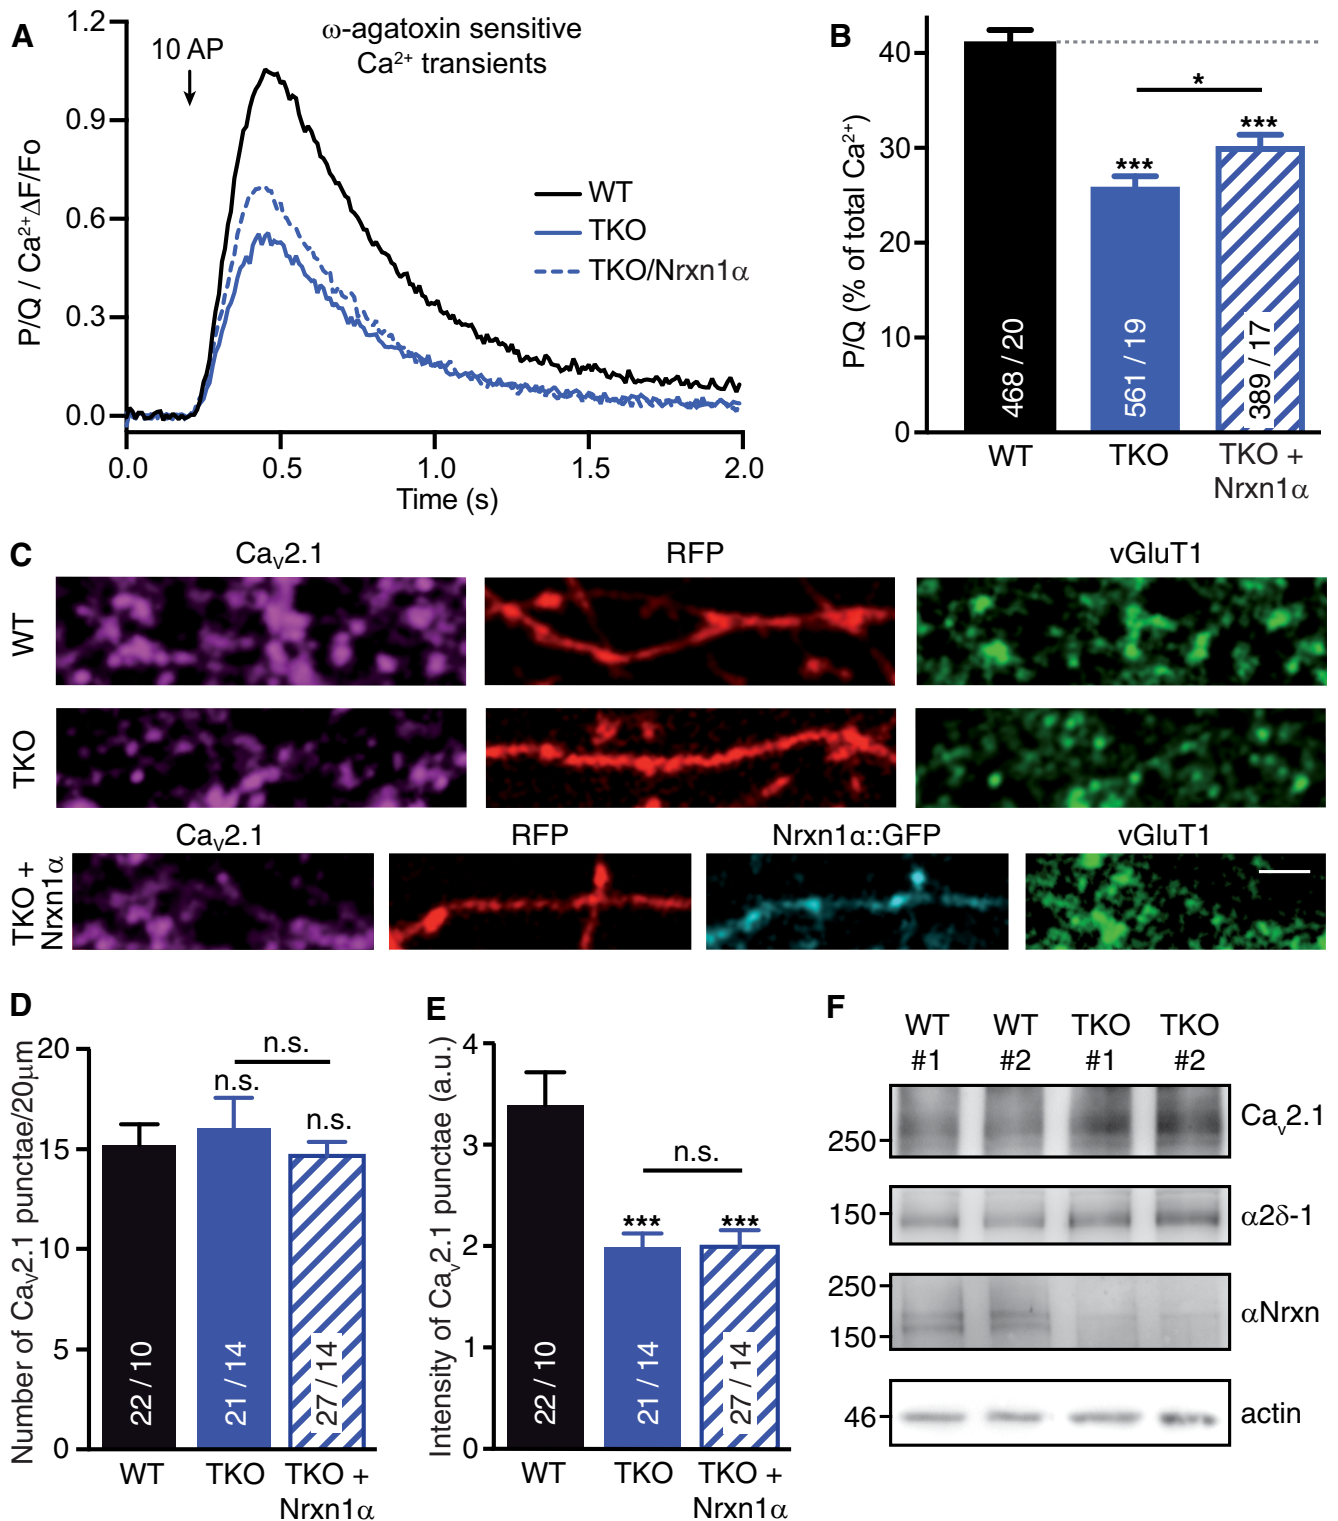 A
1.2
0.9
0.6
0.3
0.0
P/Q / Ca²⁺ΔF/Fo
10 AP
ω-agatoxin sensitive
Ca²⁺ transients
WT
TKO
TKO/Nrxn1α
0.0 0.5 1.0 1.5 2.0
Time (s)
B
40
30
20
10
0
P/Q (% of total Ca²⁺)
***
*
***
468 / 20
561 / 19
389 / 17
WT TKO TKO +
Nrxn1α
C
Caᵥ2.1 RFP vGluT1
WT
TKO
Caᵥ2.1 RFP Nrxn1α::GFP vGluT1
TKO +
Nrxn1α
D
20
15
10
5
0
Number of Caᵥ2.1 punctae/20µm
n.s.
n.s.
n.s.
22 / 10
21 / 14
27 / 14
WT TKO TKO +
Nrxn1α
E
4
3
2
1
0
Intensity of Caᵥ2.1 punctae (a.u.)
n.s.
*** ***
22 / 10
21 / 14
27 / 14
WT TKO TKO +
Nrxn1α
F
WT WT TKO TKO
#1 #2 #1 #2
250 Caᵥ2.1
150 α2δ-1
250
αNrxn
150
46 actin